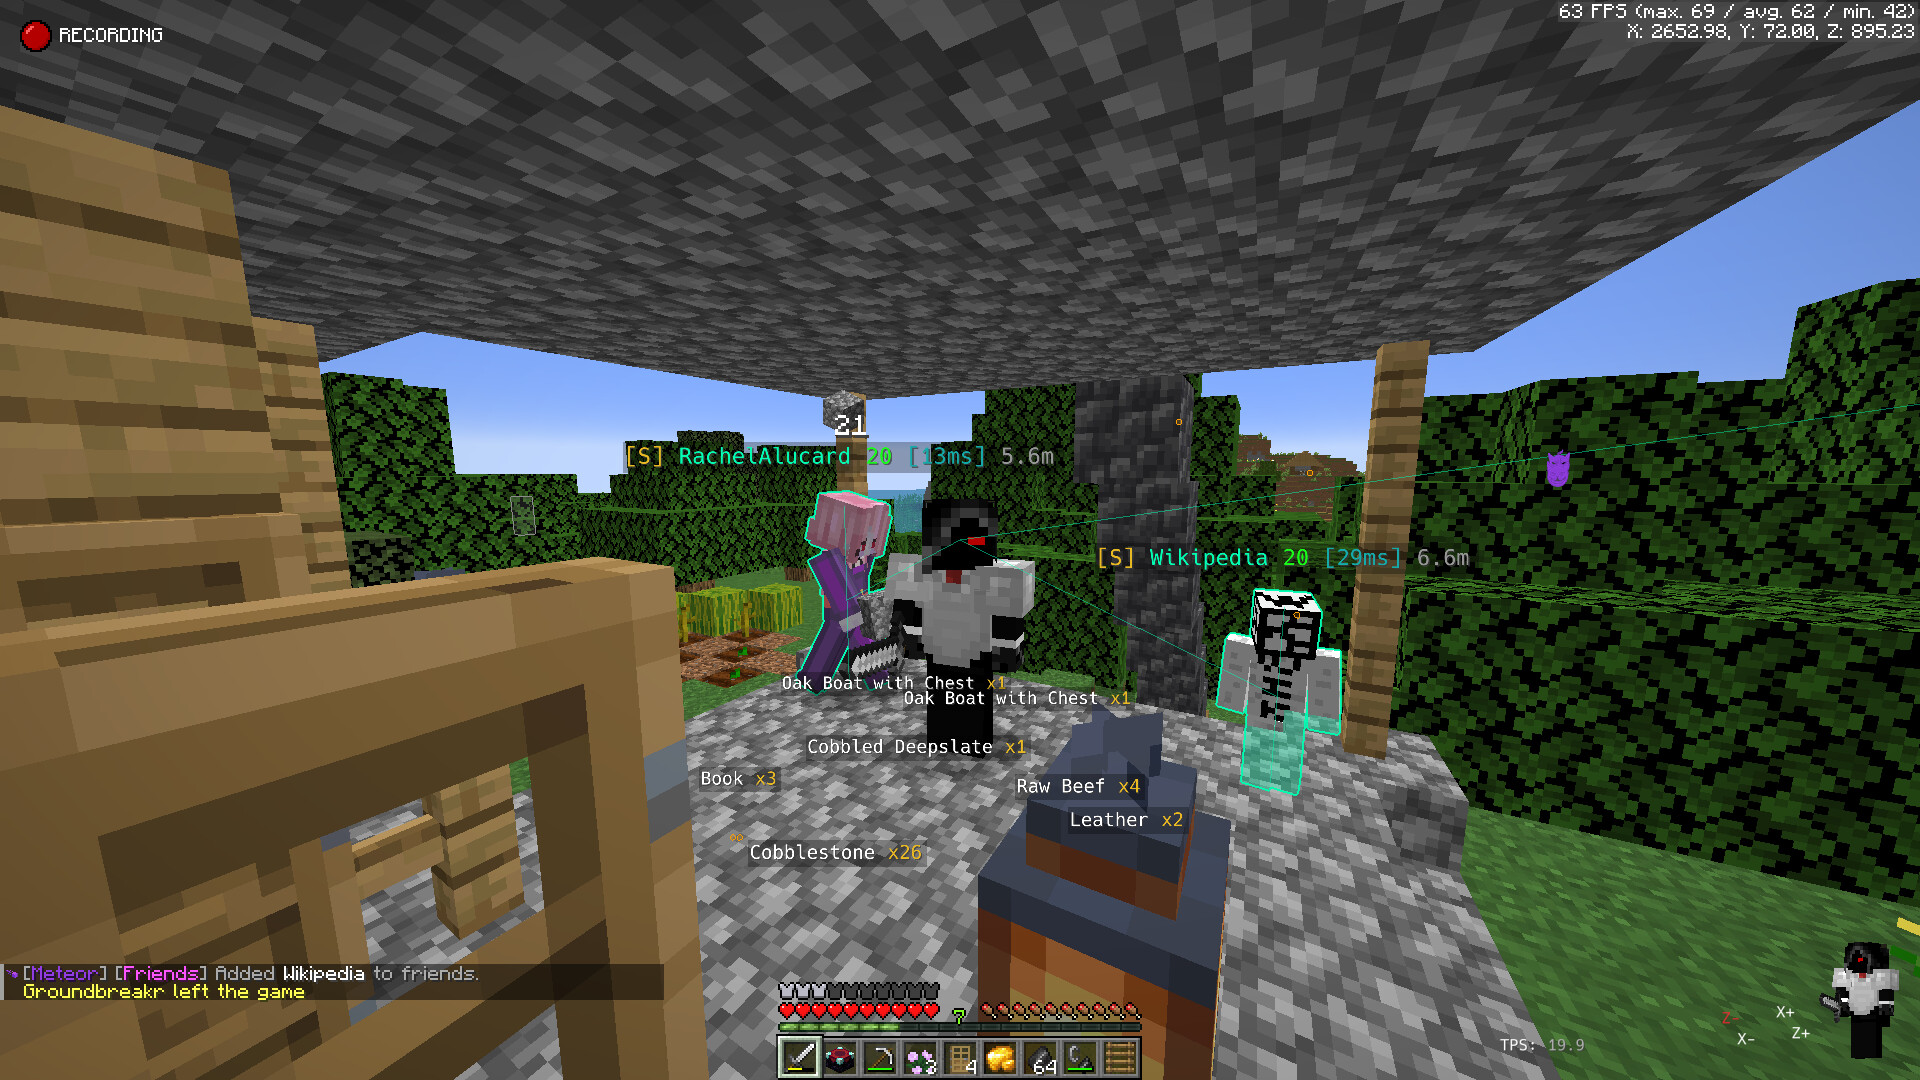 RECORDING
63 FPS (max. 69 / avg. 62 / min. 42)
X: 2652.98, Y: 72.00, Z: 895.23
21
[S] RachelAlucard 20 [13ms] 5.6m
[S] Wikipedia 20 [29ms] 6.6m
Oak Boat with Chest x1
Oak Boat with Chest x1
Cobbled Deepslate x1
Book x3
Raw Beef x4
Leather x2
Cobblestone x26
[Meteor] [Friends] Added Wikipedia to friends.
Groundbreakr left the game
7
3
4
64
Z-
X+
X-
Z+
TPS: 19.9